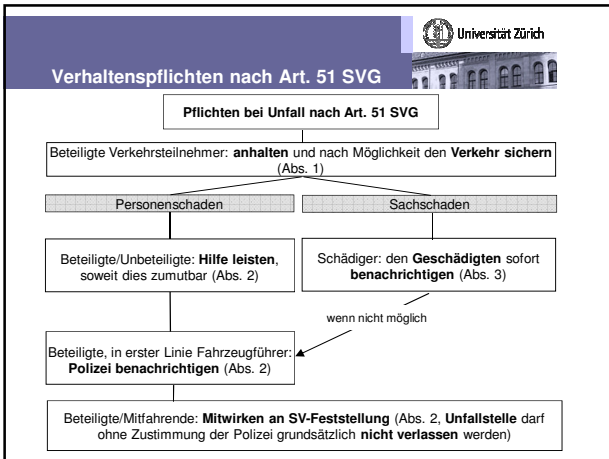 Universität Zürich
Verhaltenspflichten nach Art. 51 SVG
Pflichten bei Unfall nach Art. 51 SVG
Beteiligte Verkehrsteilnehmer: anhalten und nach Möglichkeit den Verkehr sichern
(Abs. 1)
Personenschaden
Sachschaden
Beteiligte/Unbeteiligte: Hilfe leisten,
soweit dies zumutbar (Abs. 2)
Schädiger: den Geschädigten sofort
benachrichtigen (Abs. 3)
wenn nicht möglich
Beteiligte, in erster Linie Fahrzeugführer:
Polizei benachrichtigen (Abs. 2)
Beteiligte/Mitfahrende: Mitwirken an SV-Feststellung (Abs. 2, Unfallstelle darf
ohne Zustimmung der Polizei grundsätzlich nicht verlassen werden)